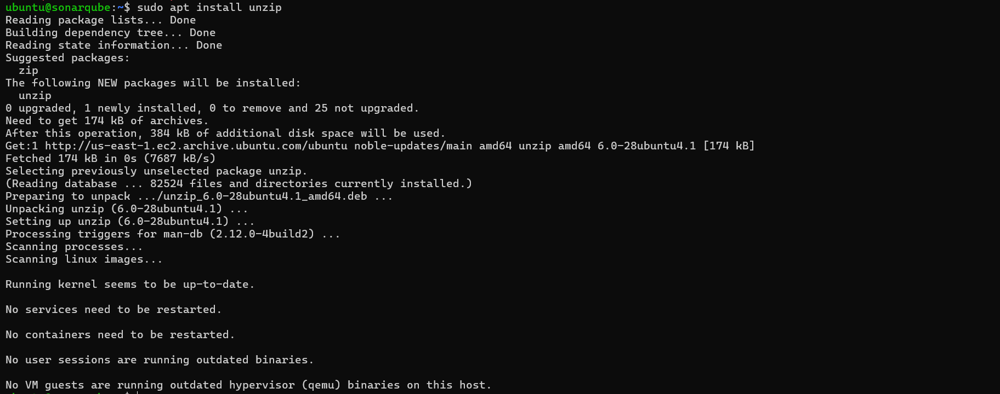 ubuntu@sonarqube:~$ sudo apt install unzip
Reading package lists... Done
Building dependency tree... Done
Reading state information... Done
Suggested packages:
  zip
The following NEW packages will be installed:
  unzip
0 upgraded, 1 newly installed, 0 to remove and 25 not upgraded.
Need to get 174 kB of archives.
After this operation, 384 kB of additional disk space will be used.
Get:1 http://us-east-1.ec2.archive.ubuntu.com/ubuntu noble-updates/main amd64 unzip amd64 6.0-28ubuntu4.1 [174 kB]
Fetched 174 kB in 0s (7687 kB/s)
Selecting previously unselected package unzip.
(Reading database ... 82524 files and directories currently installed.)
Preparing to unpack .../unzip_6.0-28ubuntu4.1_amd64.deb ...
Unpacking unzip (6.0-28ubuntu4.1) ...
Setting up unzip (6.0-28ubuntu4.1) ...
Processing triggers for man-db (2.12.0-4build2) ...
Scanning processes...
Scanning linux images...
Running kernel seems to be up-to-date.
No services need to be restarted.
No containers need to be restarted.
No user sessions are running outdated binaries.
No VM guests are running outdated hypervisor (qemu) binaries on this host.